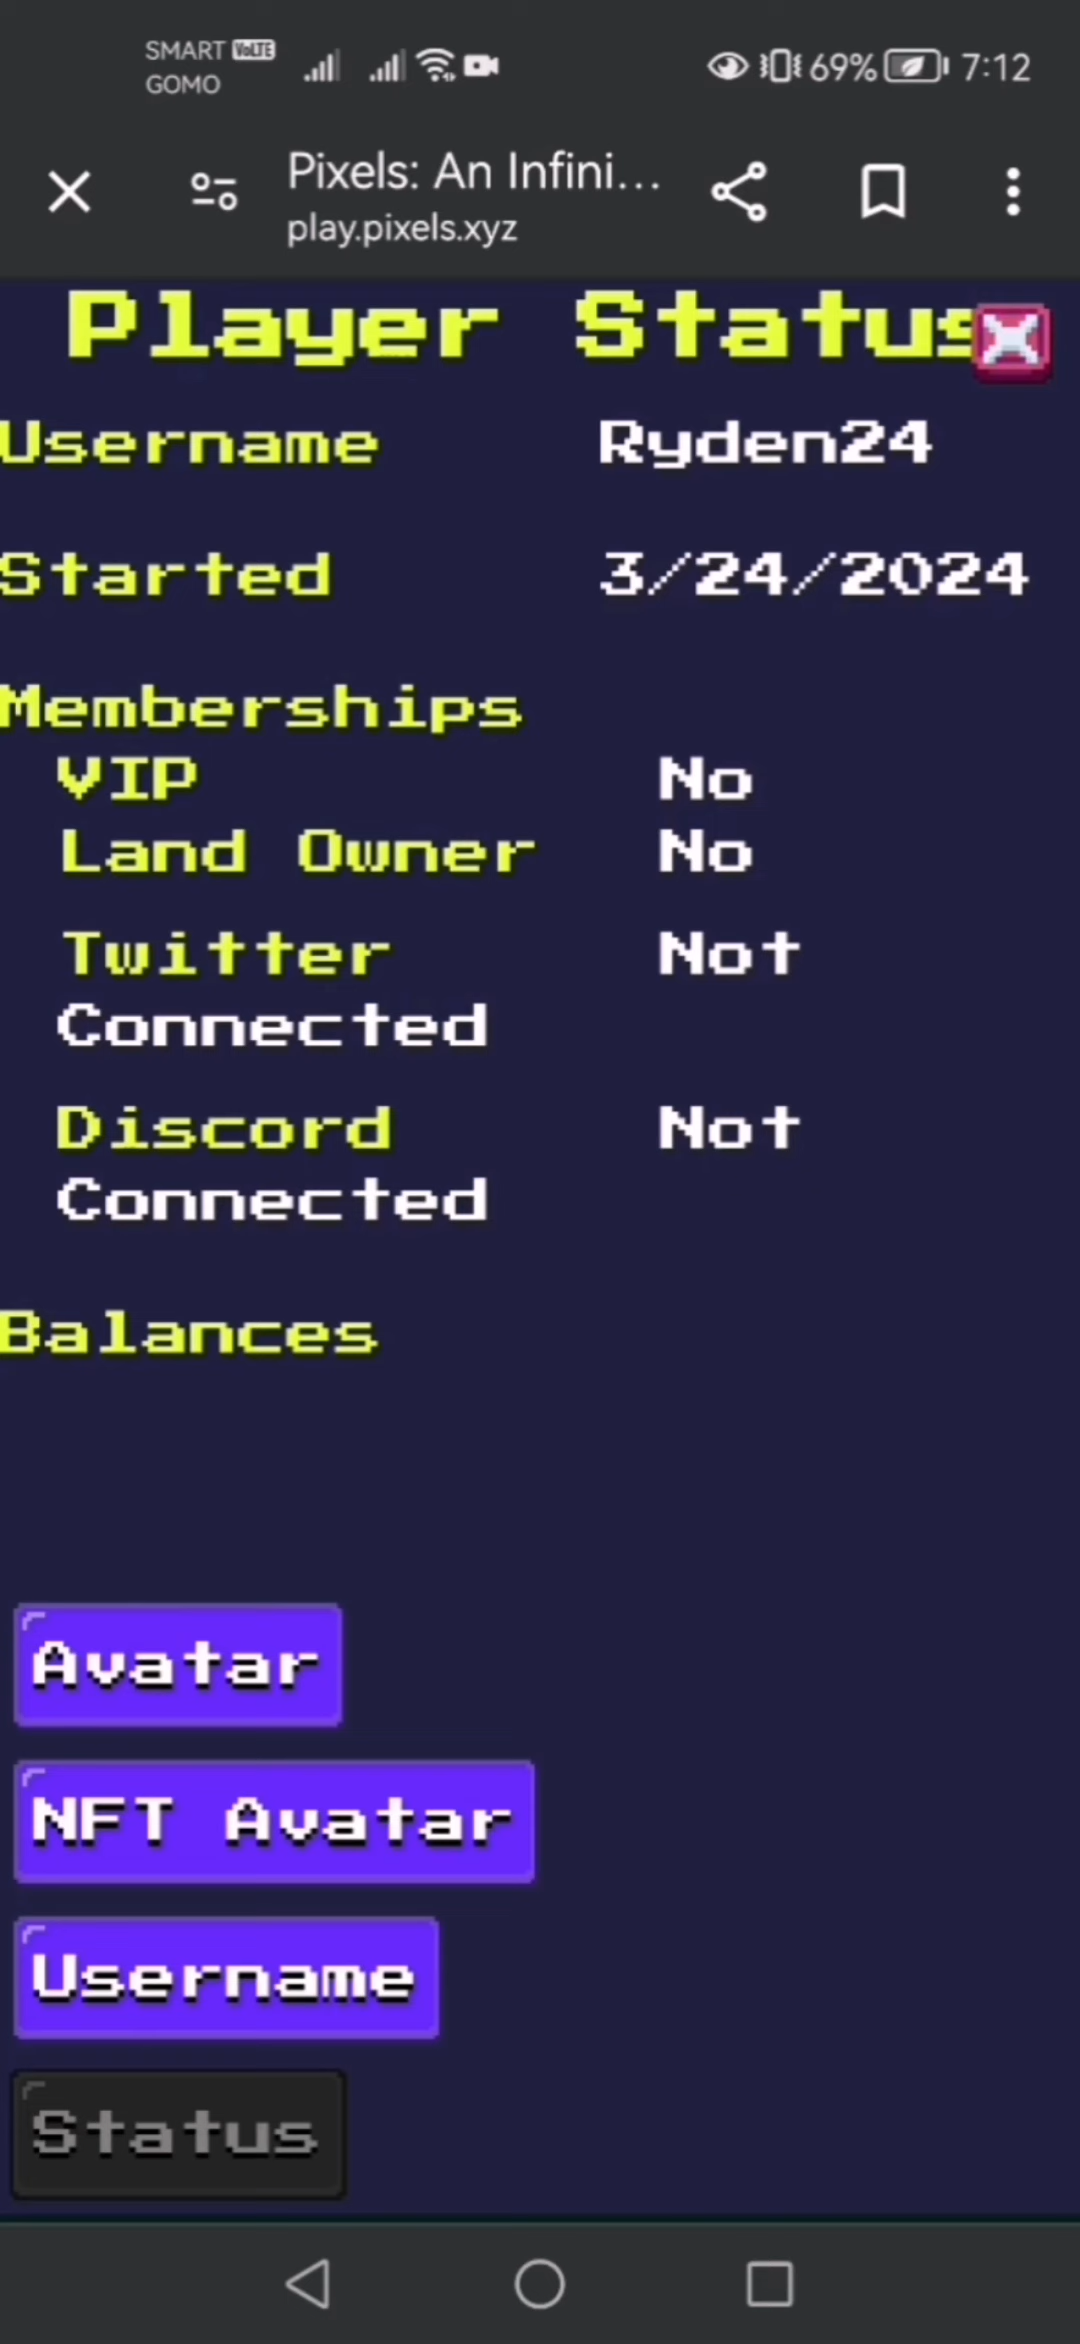 SMART VoLTE
GOMO
69% 7:12
Pixels: An Infini...
play.pixels.xyz
Player Status
Username Ryden24
Started 3/24/2024
Memberships
VIP No
Land Owner No
Twitter Not
Connected
Discord Not
Connected
Balances
Avatar
NFT Avatar
Username
Status